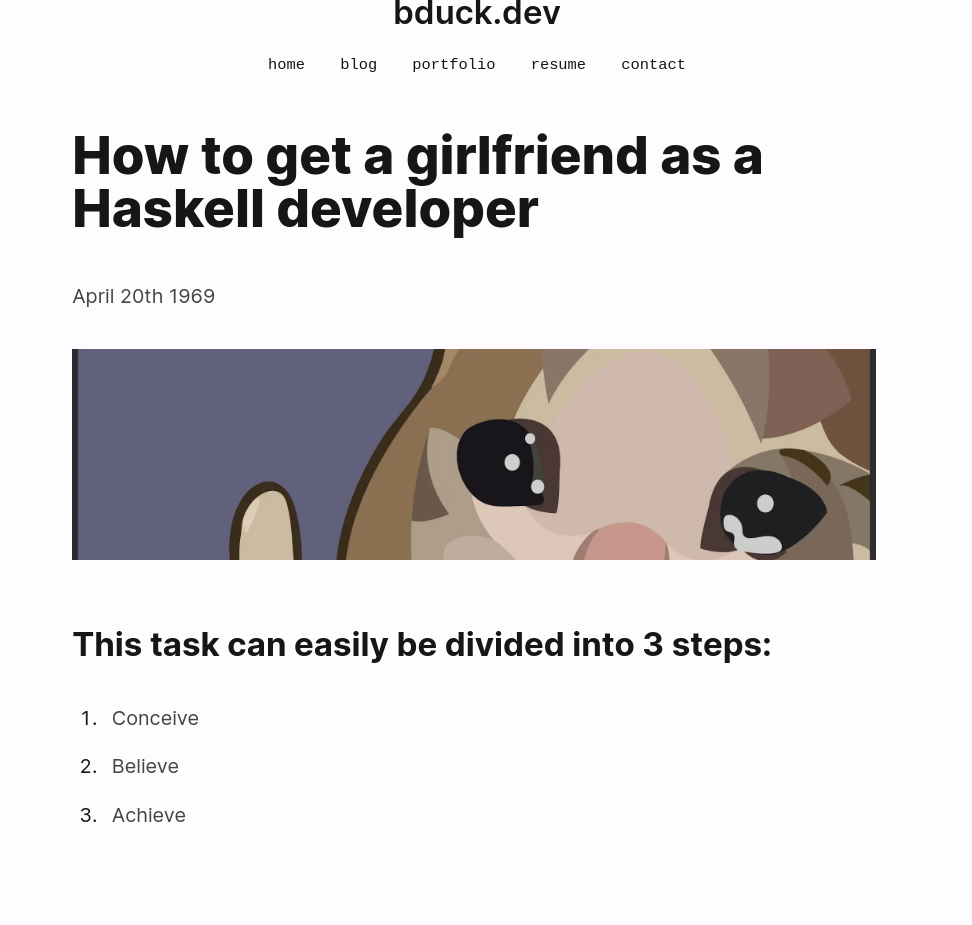 bduck.dev
home blog portfolio resume contact
How to get a girlfriend as a
Haskell developer
April 20th 1969
This task can easily be divided into 3 steps:
1. Conceive
2. Believe
3. Achieve